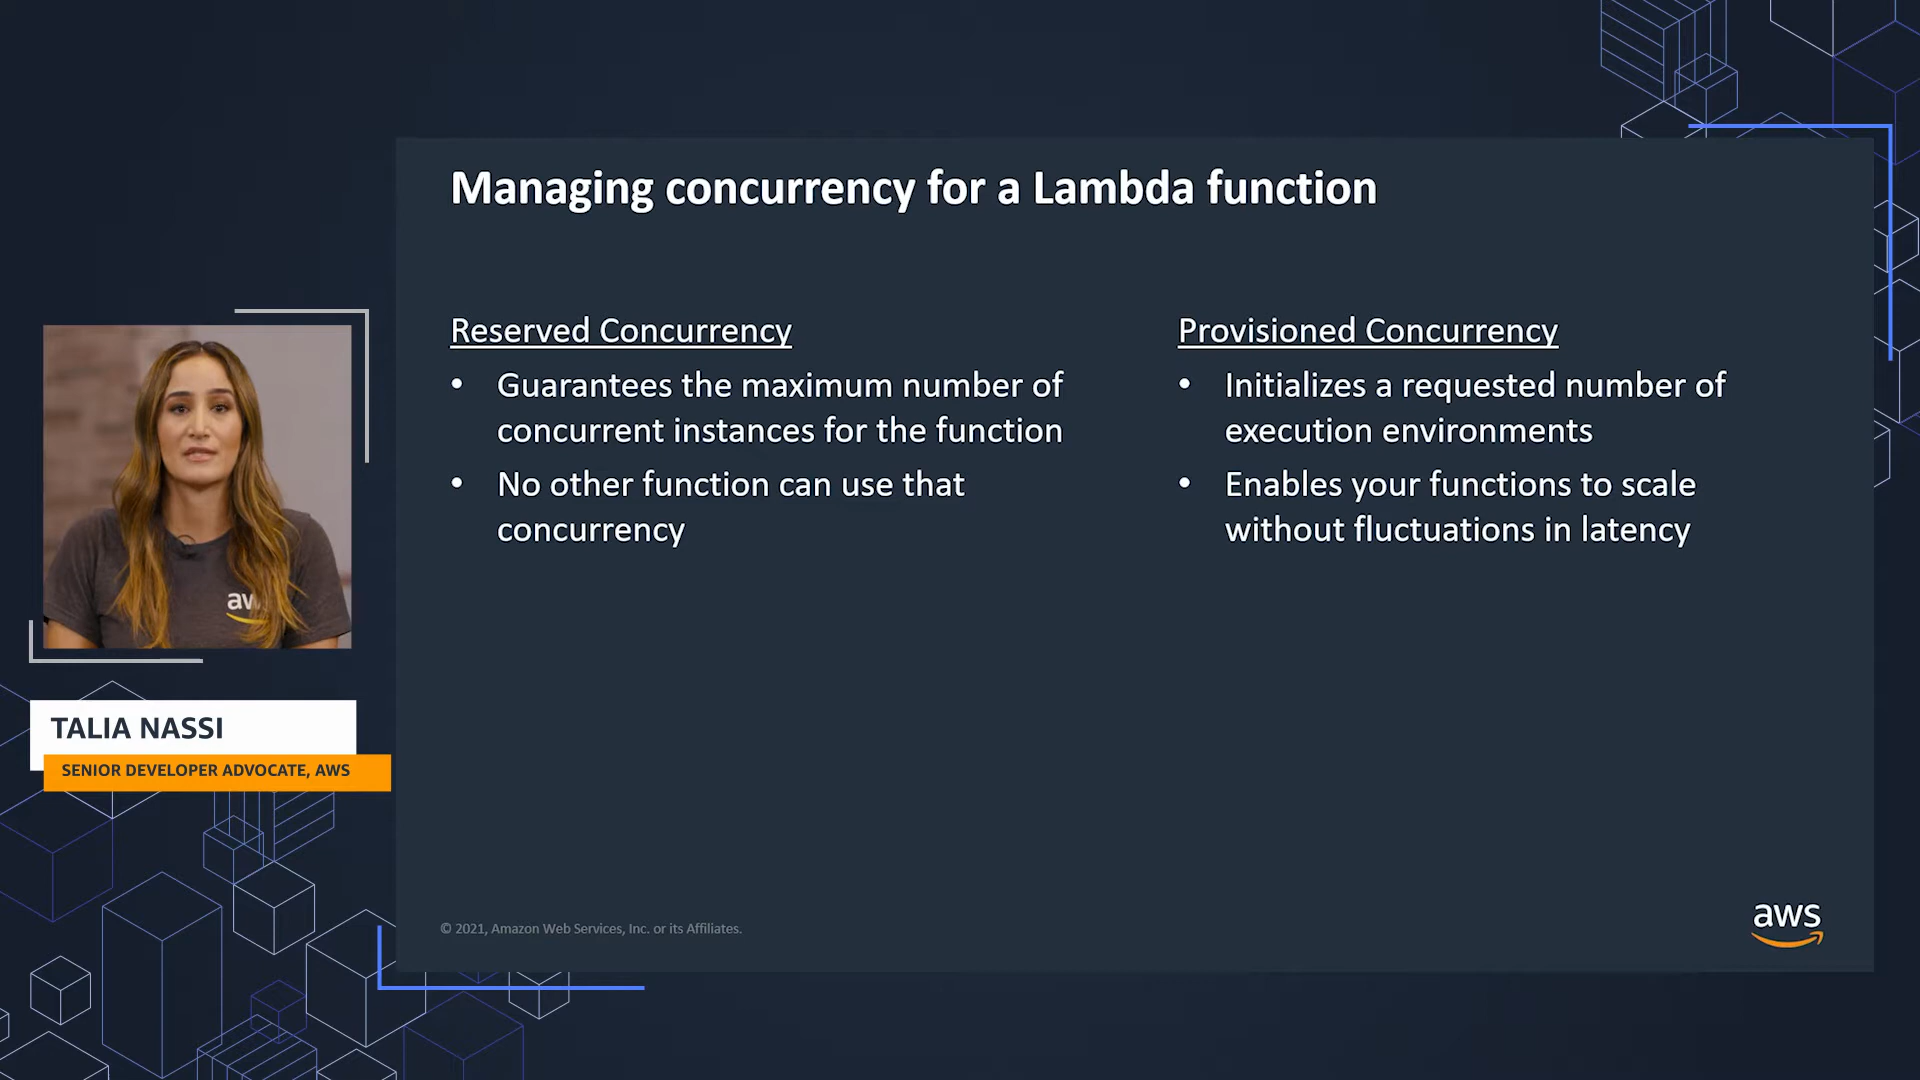 Managing concurrency for a Lambda function
Reserved Concurrency
• Guarantees the maximum number of
concurrent instances for the function
• No other function can use that
concurrency
Provisioned Concurrency
• Initializes a requested number of
execution environments
• Enables your functions to scale
without fluctuations in latency
aws
TALIA NASSI
SENIOR DEVELOPER ADVOCATE, AWS
© 2021, Amazon Web Services, Inc. or its Affiliates.
aws